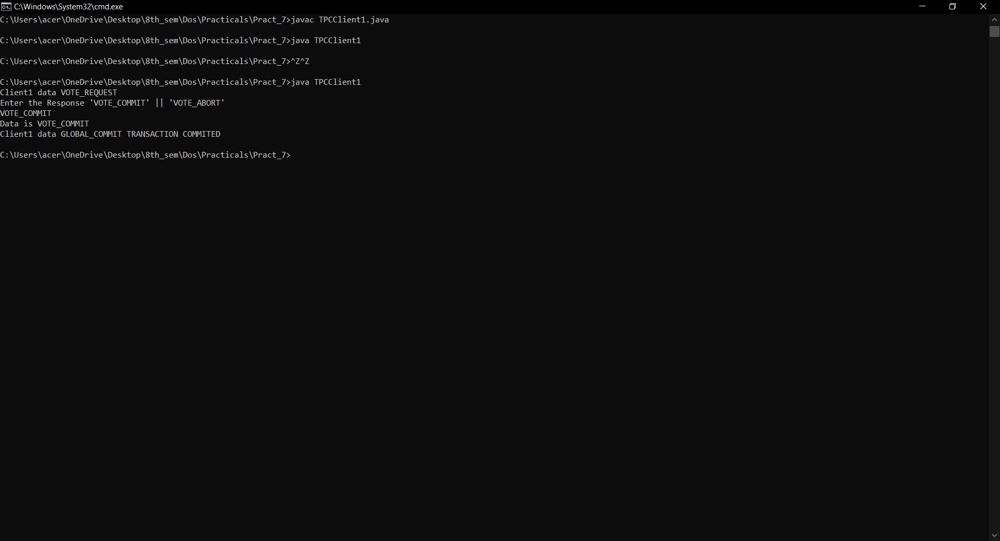 C:\Windows\System32\cmd.exe
C:\Users\acer\OneDrive\Desktop\8th_sem\Dos\Practicals\Pract_7>javac TPCClient1.java
C:\Users\acer\OneDrive\Desktop\8th_sem\Dos\Practicals\Pract_7>java TPCClient1
C:\Users\acer\OneDrive\Desktop\8th_sem\Dos\Practicals\Pract_7>^Z^Z
C:\Users\acer\OneDrive\Desktop\8th_sem\Dos\Practicals\Pract_7>java TPCClient1
Client1 data VOTE_REQUEST
Enter the Response 'VOTE_COMMIT' || 'VOTE_ABORT'
VOTE_COMMIT
Data is VOTE_COMMIT
Client1 data GLOBAL_COMMIT TRANSACTION COMMITED
C:\Users\acer\OneDrive\Desktop\8th_sem\Dos\Practicals\Pract_7>